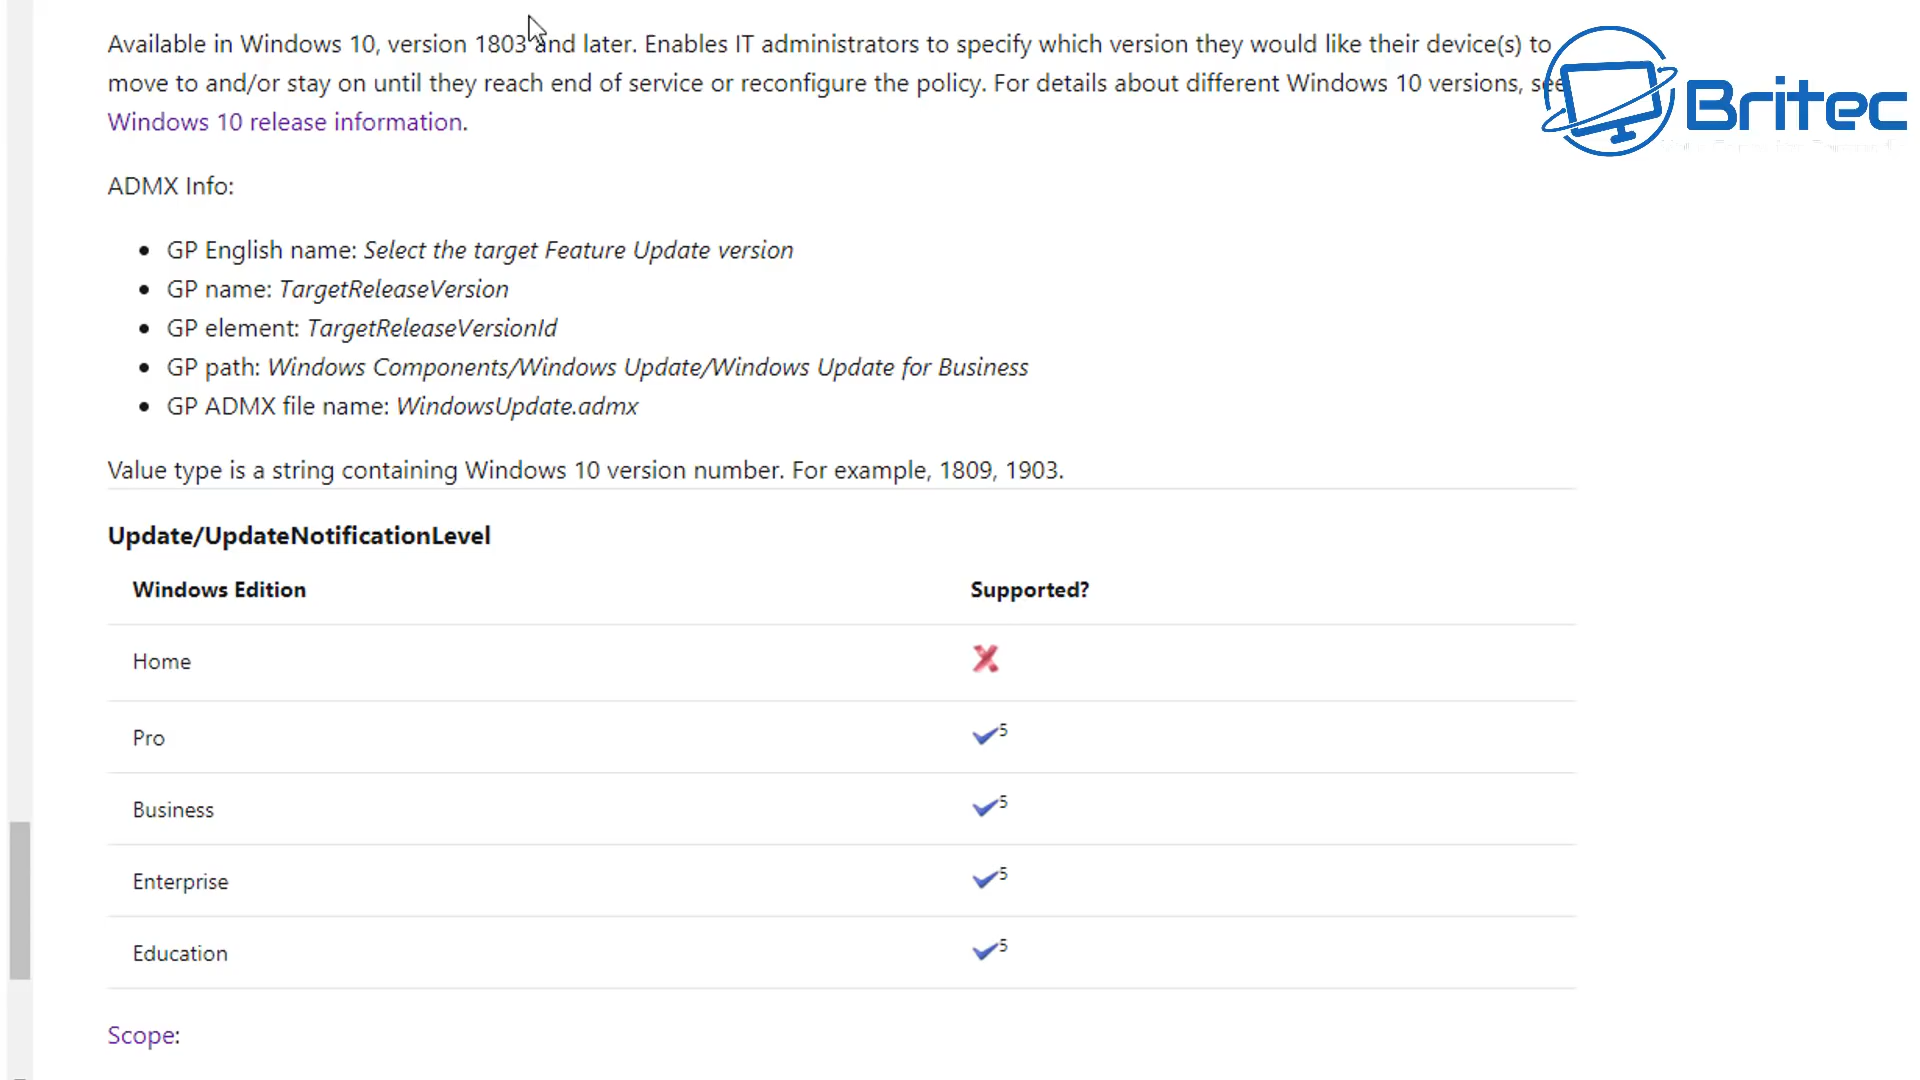 Available in Windows 10, version 1803 and later. Enables IT administrators to specify which version they would like their device(s) to
move to and/or stay on until they reach end of service or reconfigure the policy. For details about different Windows 10 versions, see
Windows 10 release information.
Britec
ADMX Info:
GP English name: Select the target Feature Update version
GP name: TargetReleaseVersion
GP element: TargetReleaseVersionId
GP path: Windows Components/Windows Update/Windows Update for Business
GP ADMX file name: WindowsUpdate.admx
Value type is a string containing Windows 10 version number. For example, 1809, 1903.
Update/UpdateNotificationLevel
Windows Edition Supported?
Home
Pro 5
Business 5
Enterprise 5
Education 5
Scope: